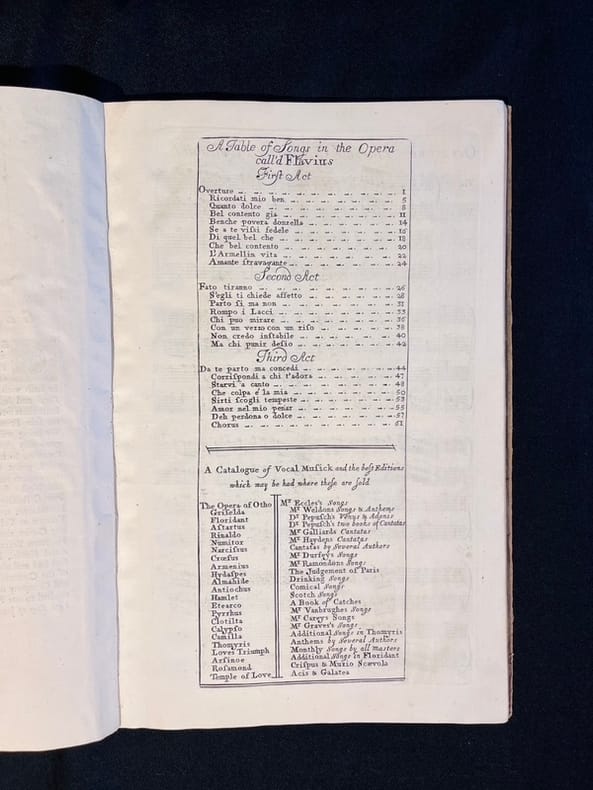 A Table of Songs in the Opera
call'd Flavius
First Act
Overture 1
Ricordati mio ben 5
Quanto dolce 8
Bel contento gia 11
Benche povera donzella 14
Se a te vissi fedele 16
Di quel bel che 18
Che bel contento 20
L'Armellin vita 22
Amante stravagante 24
Second Act
Fato tiranno 26
S'egli ti chiede affetto 28
Parto si ma non 31
Rompo i Lacci 33
Chi puo mirare 36
Con un vezzo con un riso 38
Non credo instabile 40
Ma chi punir desio 42
Third Act
Da te parto ma concedi 44
Corrispondi a chi t'adora 47
Starvi a canto 48
Che colpa e la mia 50
Sirti scogli tempeste 53
Amor nel mio penar 55
Deh perdona o dolce 57
Chorus 61
A Catalogue of Vocal Musick and the best Editions
which may be had where these are sold
The Opera of Otho
Griselda
Floridant
Astartus
Rinaldo
Numitor
Narcissus
Crœsus
Armenius
Hydaspes
Almahide
Antiochus
Hamlet
Etearco
Pyrrhus
Clotilta
Calypso
Camilla
Thomyris
Loves Triumph
Arsinoe
Rosamond
Temple of Love
Mr Eccles's Songs
Mr Weldons Songs & Anthems
Dr Pepusch's Venus & Adonis
Dr Pepusch's two books of Cantatas
Mr Galliards Cantatas
Mr Haydens Cantatas
Cantatas by Several Authors
Mr Durfeys Songs
Mr Ramondons Songs
The Judgement of Paris
Drinking Songs
Comical Songs
Scotch Songs
A Book of Catches
Mr Vanbrughes Songs
Mr Careys Songs
Mr Graves's Songs
Additional Songs in Thomyris
Anthems by Several Authors
Monthly Songs by all Masters
Additional Songs in Floridant
Crispus & Muzio Scævola
Acis & Galatea